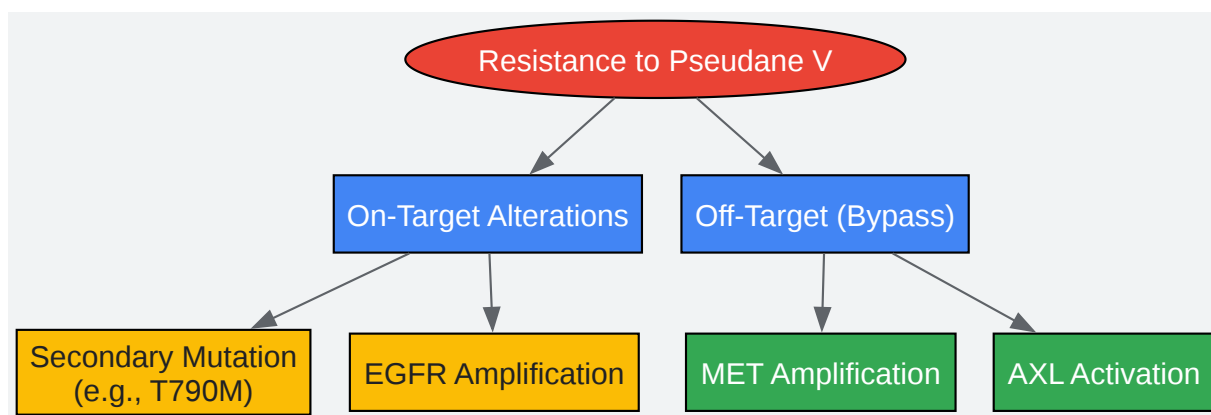 Resistance to Pseudane V
On-Target Alterations
Off-Target (Bypass)
Secondary Mutation
(e.g., T790M)
EGFR Amplification
MET Amplification
AXL Activation